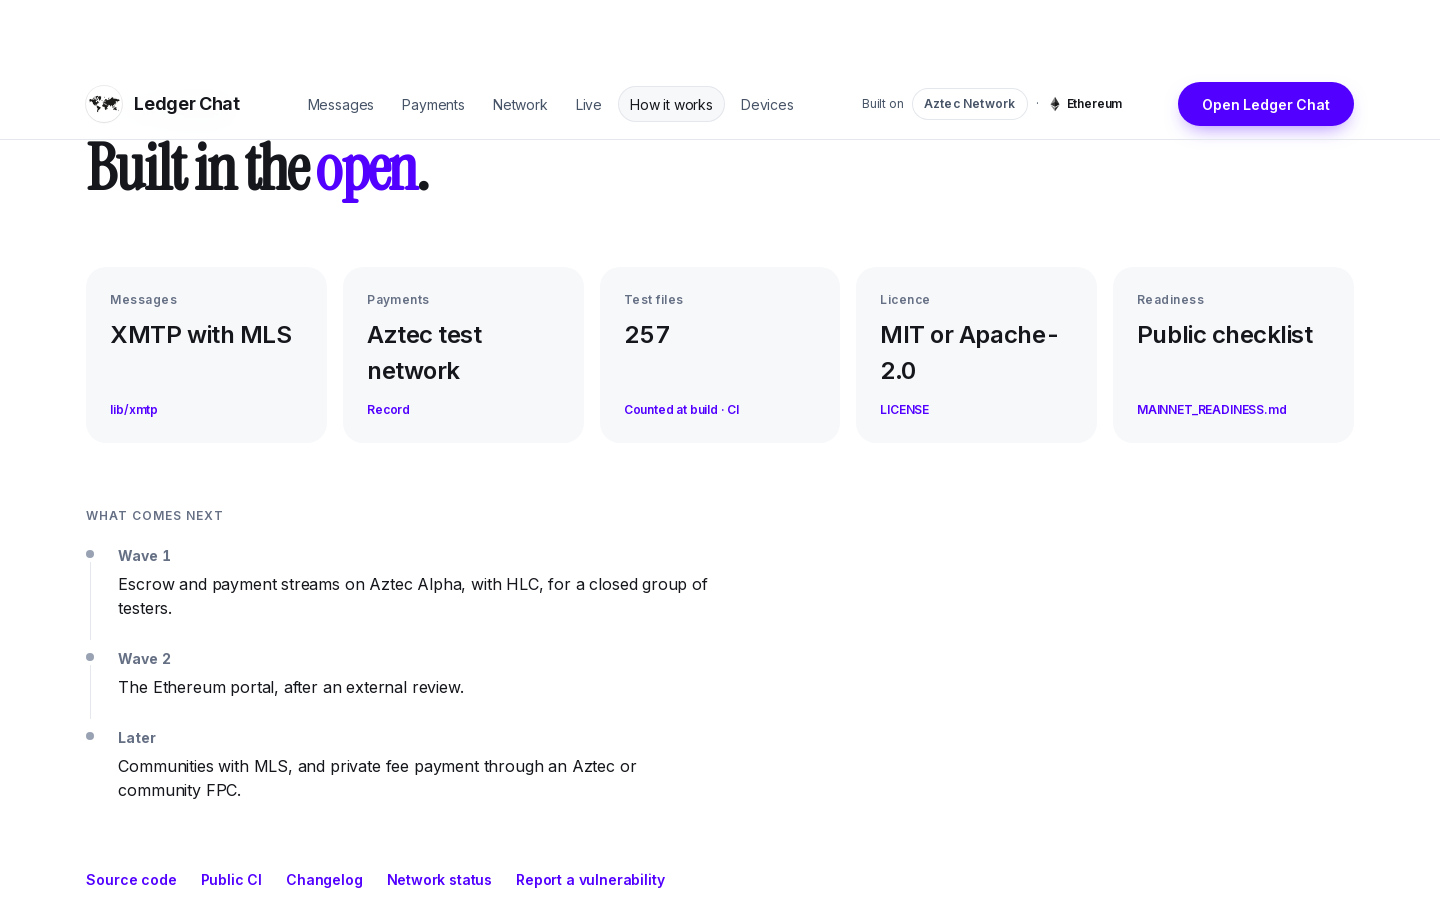 Ledger Chat
Messages
Payments
Network
Live
How it works
Devices
Built on
Aztec Network
·
Ethereum
Open Ledger Chat
Built in the open.
Messages
XMTP with MLS
lib/xmtp
Payments
Aztec test
network
Record
Test files
257
Counted at build · CI
Licence
MIT or Apache-
2.0
LICENSE
Readiness
Public checklist
MAINNET_READINESS.md
WHAT COMES NEXT
Wave 1
Escrow and payment streams on Aztec Alpha, with HLC, for a closed group of
testers.
Wave 2
The Ethereum portal, after an external review.
Later
Communities with MLS, and private fee payment through an Aztec or
community FPC.
Source code
Public CI
Changelog
Network status
Report a vulnerability